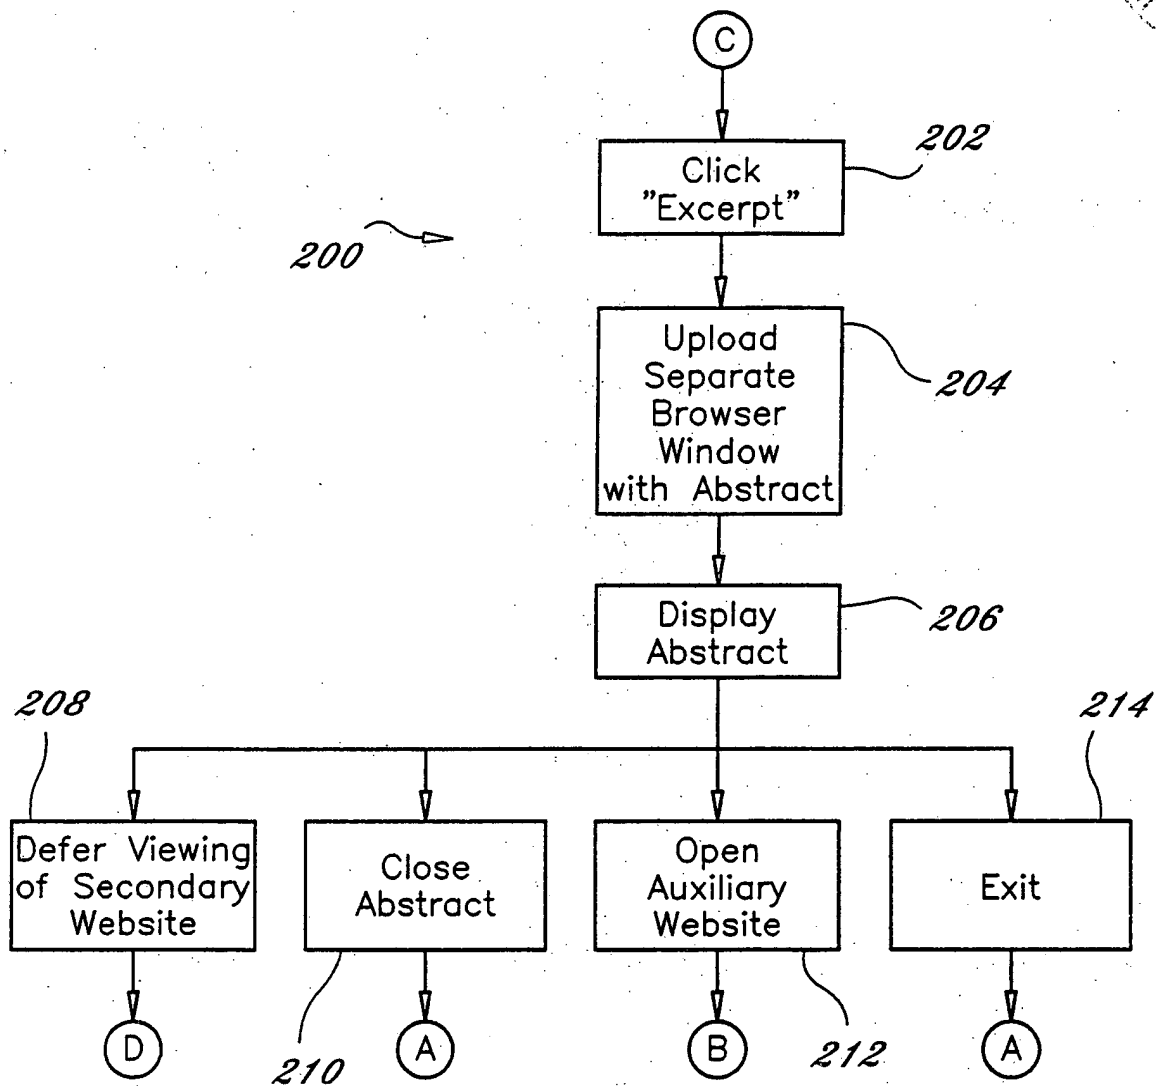 C
202
Click
"Excerpt"
200
Upload
Separate
Browser
Window
with Abstract
204
Display
Abstract
206
208
214
Defer Viewing
of Secondary
Website
Close
Abstract
Open
Auxiliary
Website
Exit
D
210
A
B
212
A